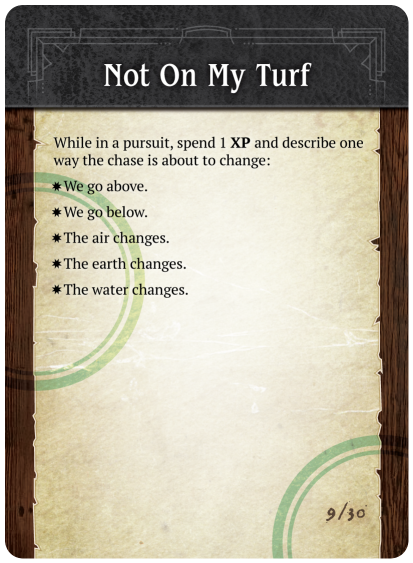 Not On My Turf
While in a pursuit, spend 1 XP and describe one
way the chase is about to change:
✷We go above.
✷We go below.
✷The air changes.
✷The earth changes.
✷The water changes.
9/30